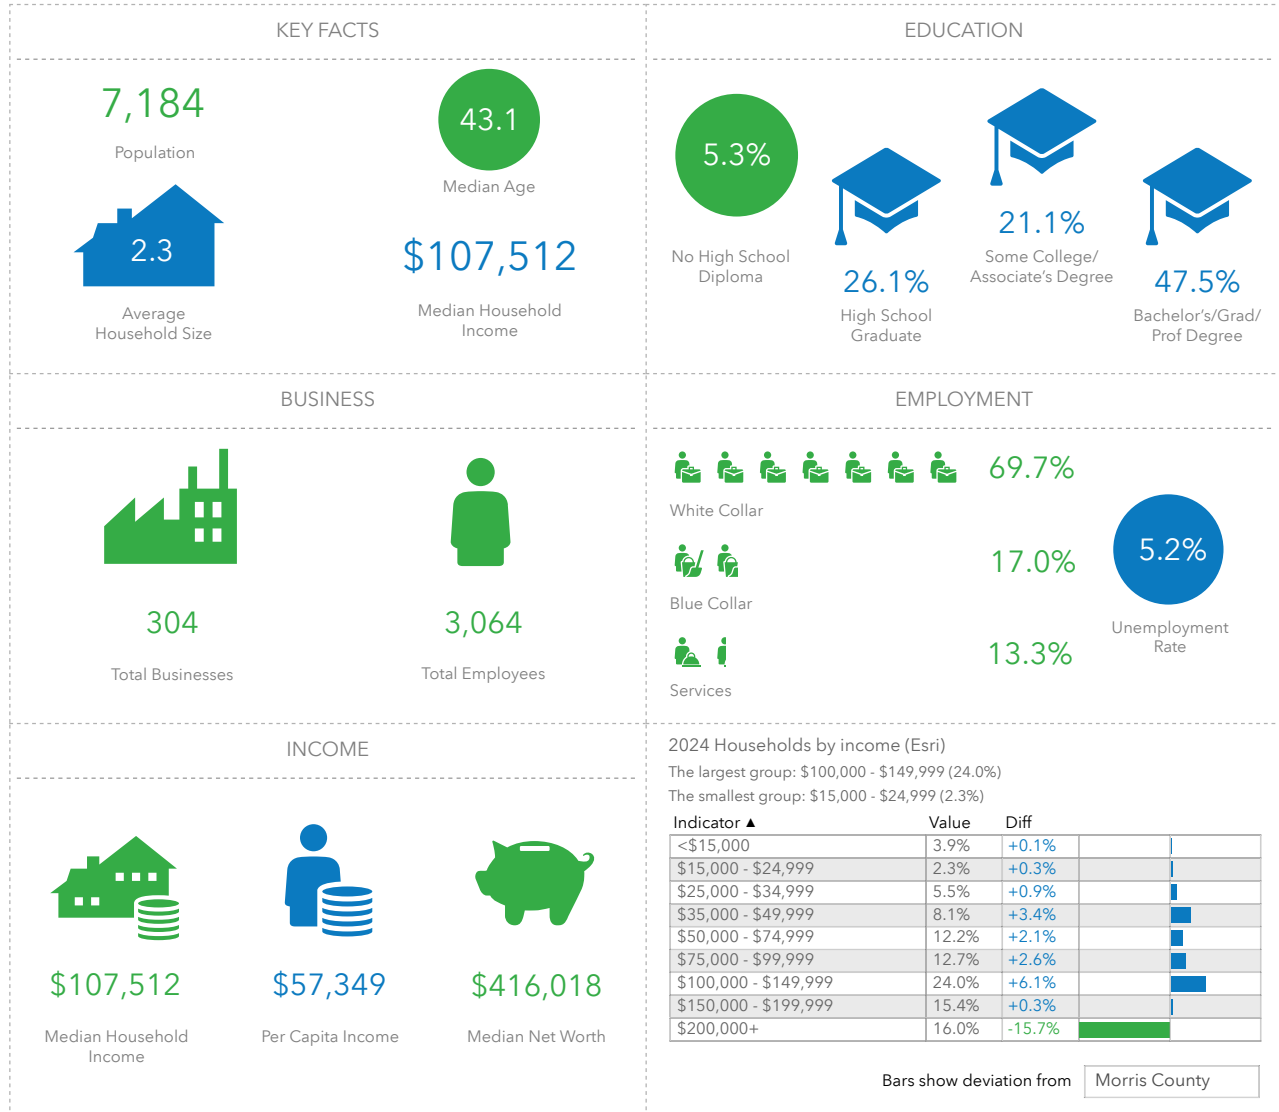 KEY FACTS
7,184
Population
43.1
Median Age
2.3
Average
Household Size
$107,512
Median Household
Income
EDUCATION
5.3%
No High School
Diploma
26.1%
High School
Graduate
21.1%
Some College/
Associate's Degree
47.5%
Bachelor's/Grad/
Prof Degree
BUSINESS
304
Total Businesses
3,064
Total Employees
EMPLOYMENT
69.7%
White Collar
17.0%
Blue Collar
13.3%
Services
5.2%
Unemployment
Rate
INCOME
$107,512
Median Household
Income
$57,349
Per Capita Income
$416,018
Median Net Worth
2024 Households by income (Esri)
The largest group: $100,000 - $149,999 (24.0%)
The smallest group: $15,000 - $24,999 (2.3%)
Indicator ▲ Value Diff
<$15,000 3.9% +0.1%
$15,000 - $24,999 2.3% +0.3%
$25,000 - $34,999 5.5% +0.9%
$35,000 - $49,999 8.1% +3.4%
$50,000 - $74,999 12.2% +2.1%
$75,000 - $99,999 12.7% +2.6%
$100,000 - $149,999 24.0% +6.1%
$150,000 - $199,999 15.4% +0.3%
$200,000+ 16.0% -15.7%
Bars show deviation from Morris County